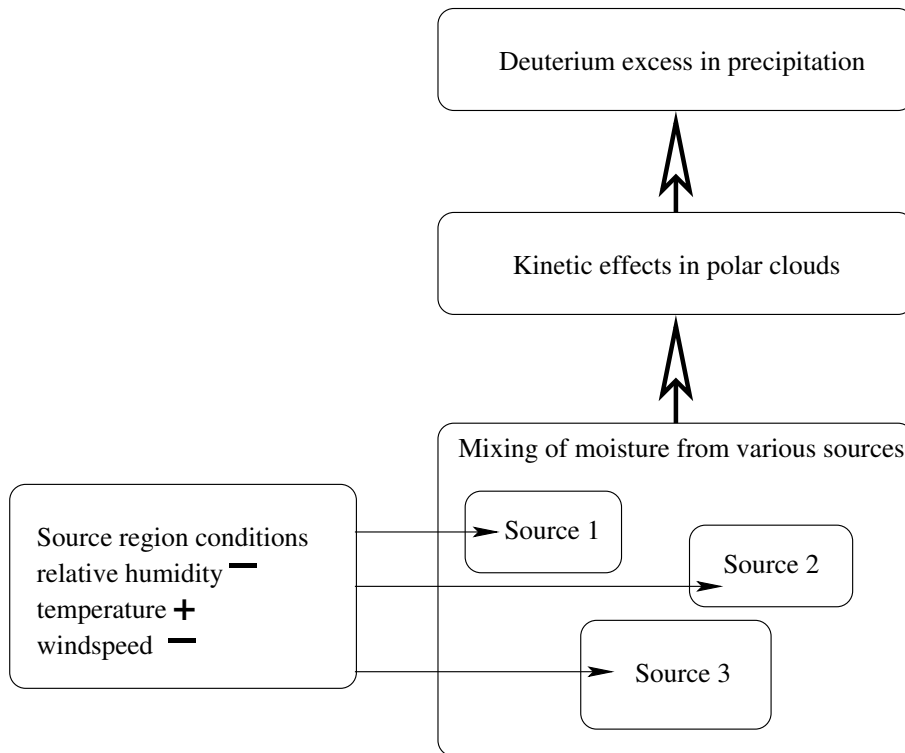 Deuterium excess in precipitation
Kinetic effects in polar clouds
Mixing of moisture from various sources
Source 1
Source 2
Source 3
Source region conditions
relative humidity −
temperature +
windspeed −